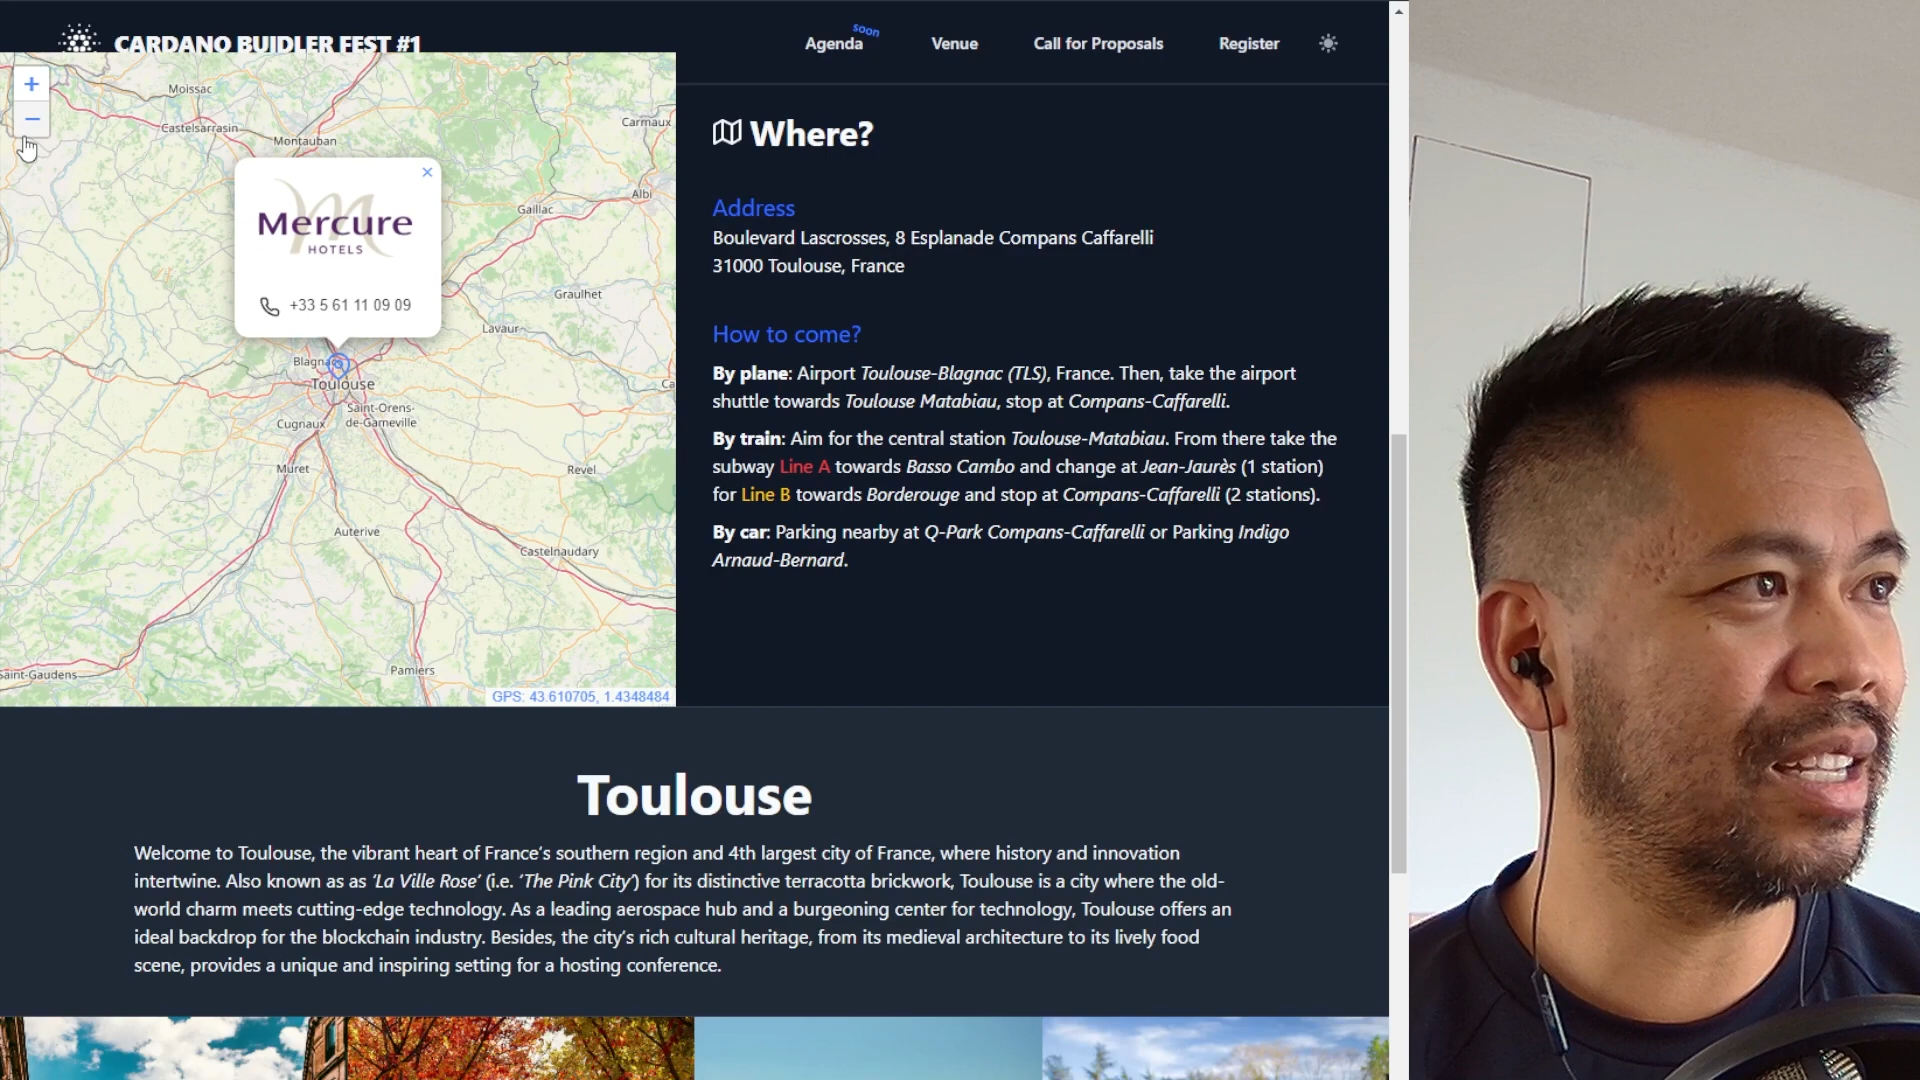 CARDANO BUIDLER FEST #1
Agenda
soon
Venue
Call for Proposals
Register
+
−
Moissac
Castelsarrasin
Montauban
Carmaux
Albi
Gaillac
Graulhet
Lavaur
Mercure
HOTELS
+33 5 61 11 09 09
Blagnac
Toulouse
Saint-Orens-
de-Gameville
Cugnaux
Muret
Revel
Auterive
Castelnaudary
Pamiers
Saint-Gaudens
Ca
GPS: 43.610705, 1.4348484
Where?
Address
Boulevard Lascrosses, 8 Esplanade Compans Caffarelli
31000 Toulouse, France
How to come?
By plane: Airport Toulouse-Blagnac (TLS), France. Then, take the airport
shuttle towards Toulouse Matabiau, stop at Compans-Caffarelli.
By train: Aim for the central station Toulouse-Matabiau. From there take the
subway Line A towards Basso Cambo and change at Jean-Jaurès (1 station)
for Line B towards Borderouge and stop at Compans-Caffarelli (2 stations).
By car: Parking nearby at Q-Park Compans-Caffarelli or Parking Indigo
Arnaud-Bernard.
Toulouse
Welcome to Toulouse, the vibrant heart of France's southern region and 4th largest city of France, where history and innovation
intertwine. Also known as as ‘La Ville Rose’ (i.e. ‘The Pink City’) for its distinctive terracotta brickwork, Toulouse is a city where the old-
world charm meets cutting-edge technology. As a leading aerospace hub and a burgeoning center for technology, Toulouse offers an
ideal backdrop for the blockchain industry. Besides, the city's rich cultural heritage, from its medieval architecture to its lively food
scene, provides a unique and inspiring setting for a hosting conference.